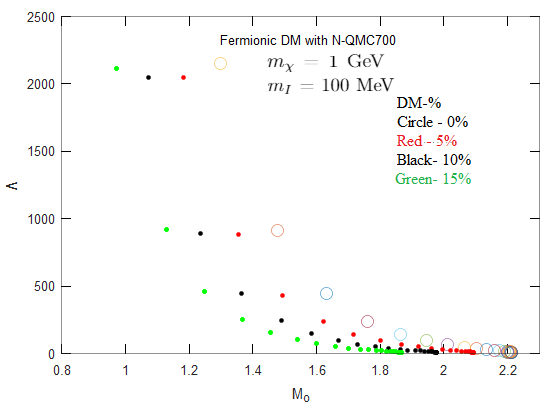 Fermionic DM with N-QMC700
m_χ = 1 GeV
m_I = 100 MeV
DM-%
Circle - 0%
Red - 5%
Black- 10%
Green- 15%
2500
2000
1500
1000
500
0
Λ
0.8 1 1.2 1.4 1.6 1.8 2 2.2
M₀